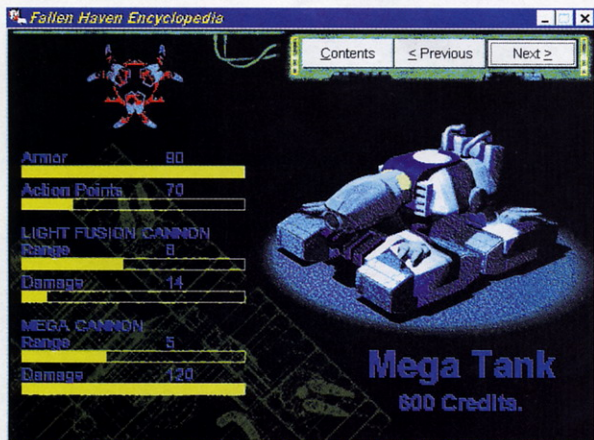 Fallen Haven Encyclopedia
Contents
< Previous
Next >
Armor 90
Action Points 70
LIGHT FUSION CANNON
Range 8
Damage 14
MEGA CANNON
Range 5
Damage 120
Mega Tank
600 Credits.